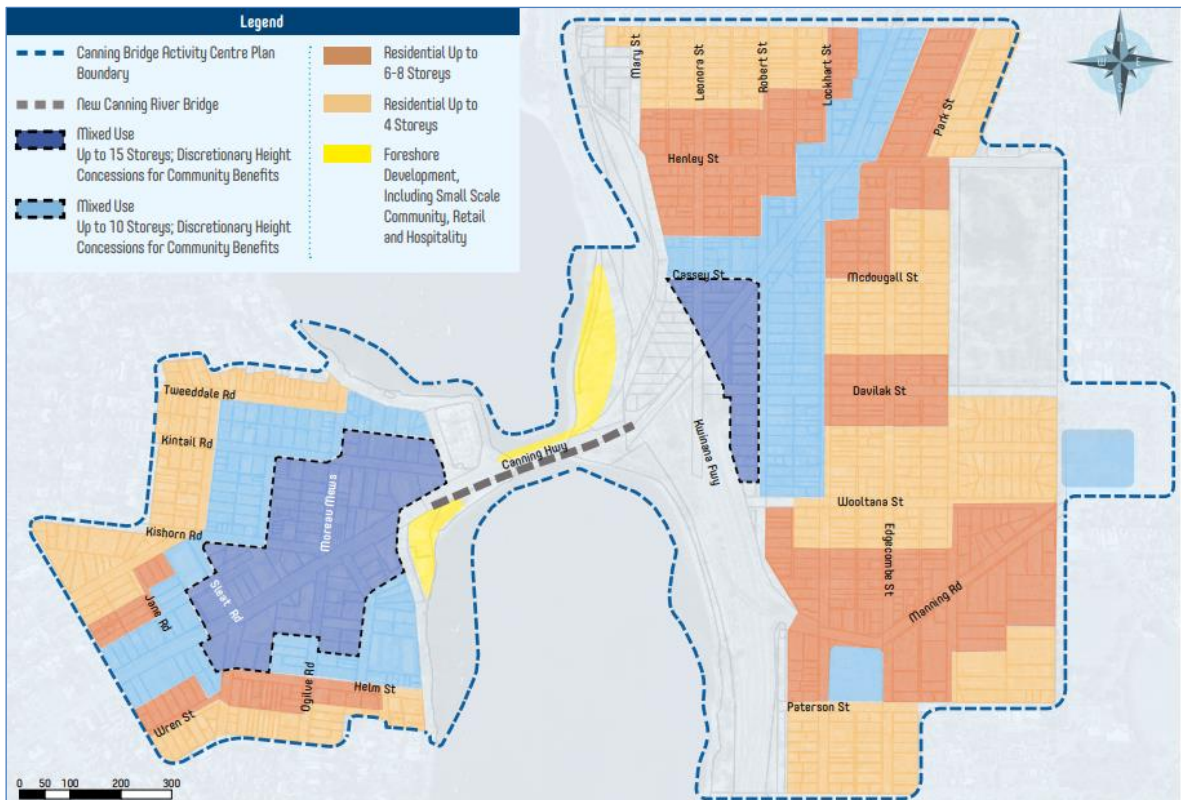 Legend
Canning Bridge Activity Centre Plan
Boundary
New Canning River Bridge
Mixed Use
Up to 15 Storeys; Discretionary Height
Concessions for Community Benefits
Mixed Use
Up to 10 Storeys; Discretionary Height
Concessions for Community Benefits
Residential Up to
6-8 Storeys
Residential Up to
4 Storeys
Foreshore
Development,
Including Small Scale
Community, Retail
and Hospitality
Mary St
Leonora St
Robert St
Lockhart St
Park St
N
W
E
S
Henley St
Cassey St
Mcdougall St
Davilak St
Tweeddale Rd
Kintail Rd
Moreau Mews
Canning Hwy
Kwinana Fwy
Wooltana St
Edgecombe St
Manning Rd
Kishorn Rd
Sleat Rd
Jane Rd
Ogilve Rd
Helm St
Wren St
Paterson St
0 50 100 200 300